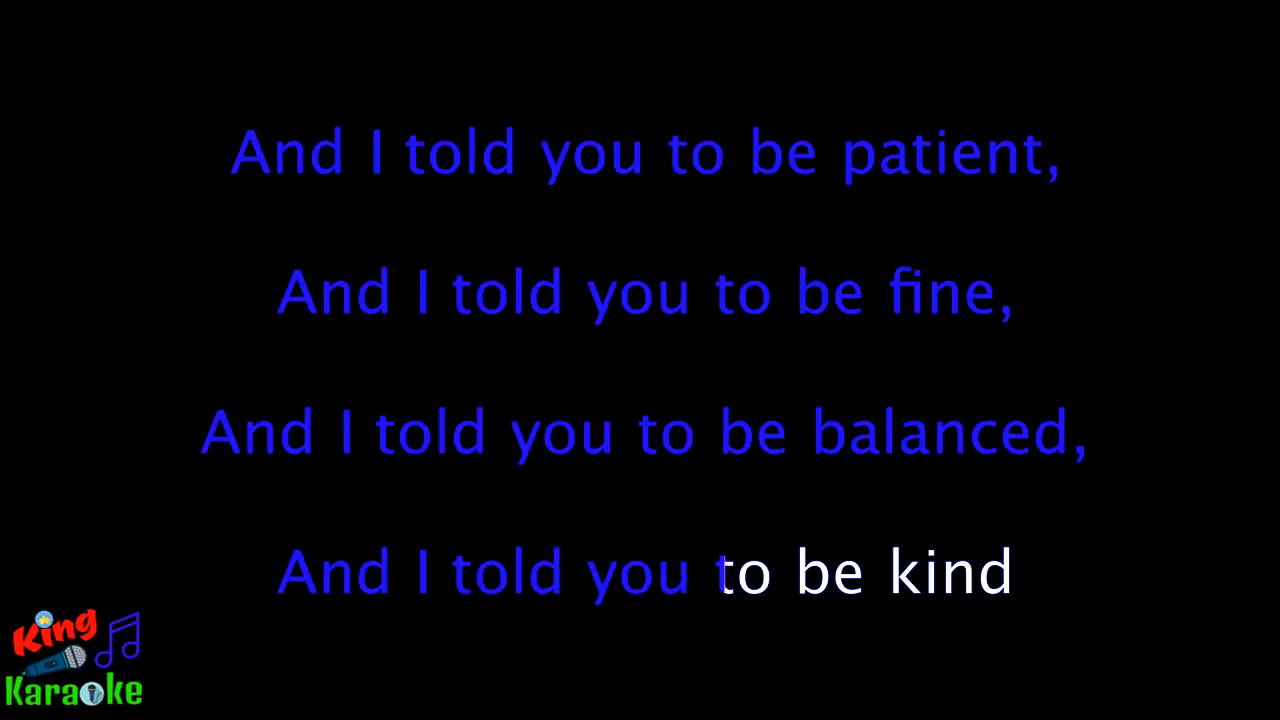 And I told you to be patient,
And I told you to be fine,
And I told you to be balanced,
And I told you to be kind
King
Karaoke